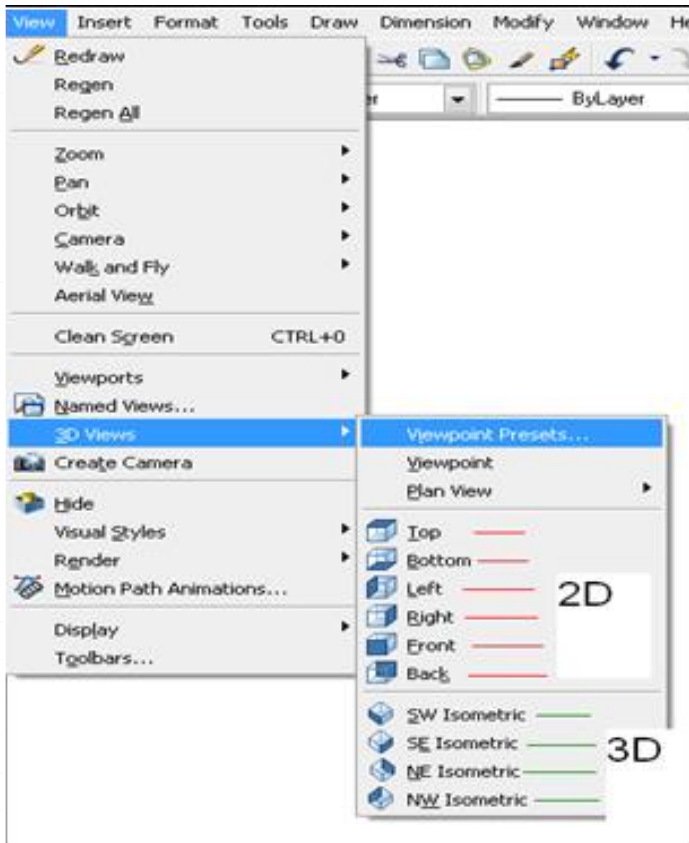 View Insert Format Tools Draw Dimension Modify Window He
Redraw
Regen
Regen All
ByLayer
Zoom
Pan
Orbit
Camera
Walk and Fly
Aerial View
Clean Screen CTRL+0
Viewports
Named Views...
3D Views
Viewpoint Presets...
Create Camera
Viewpoint
Plan View
Hide
Visual Styles
Render
Motion Path Animations...
Display
Toolbars...
Top
Bottom
Left
2D
Right
Front
Back
SW Isometric
SE Isometric
3D
NE Isometric
NW Isometric